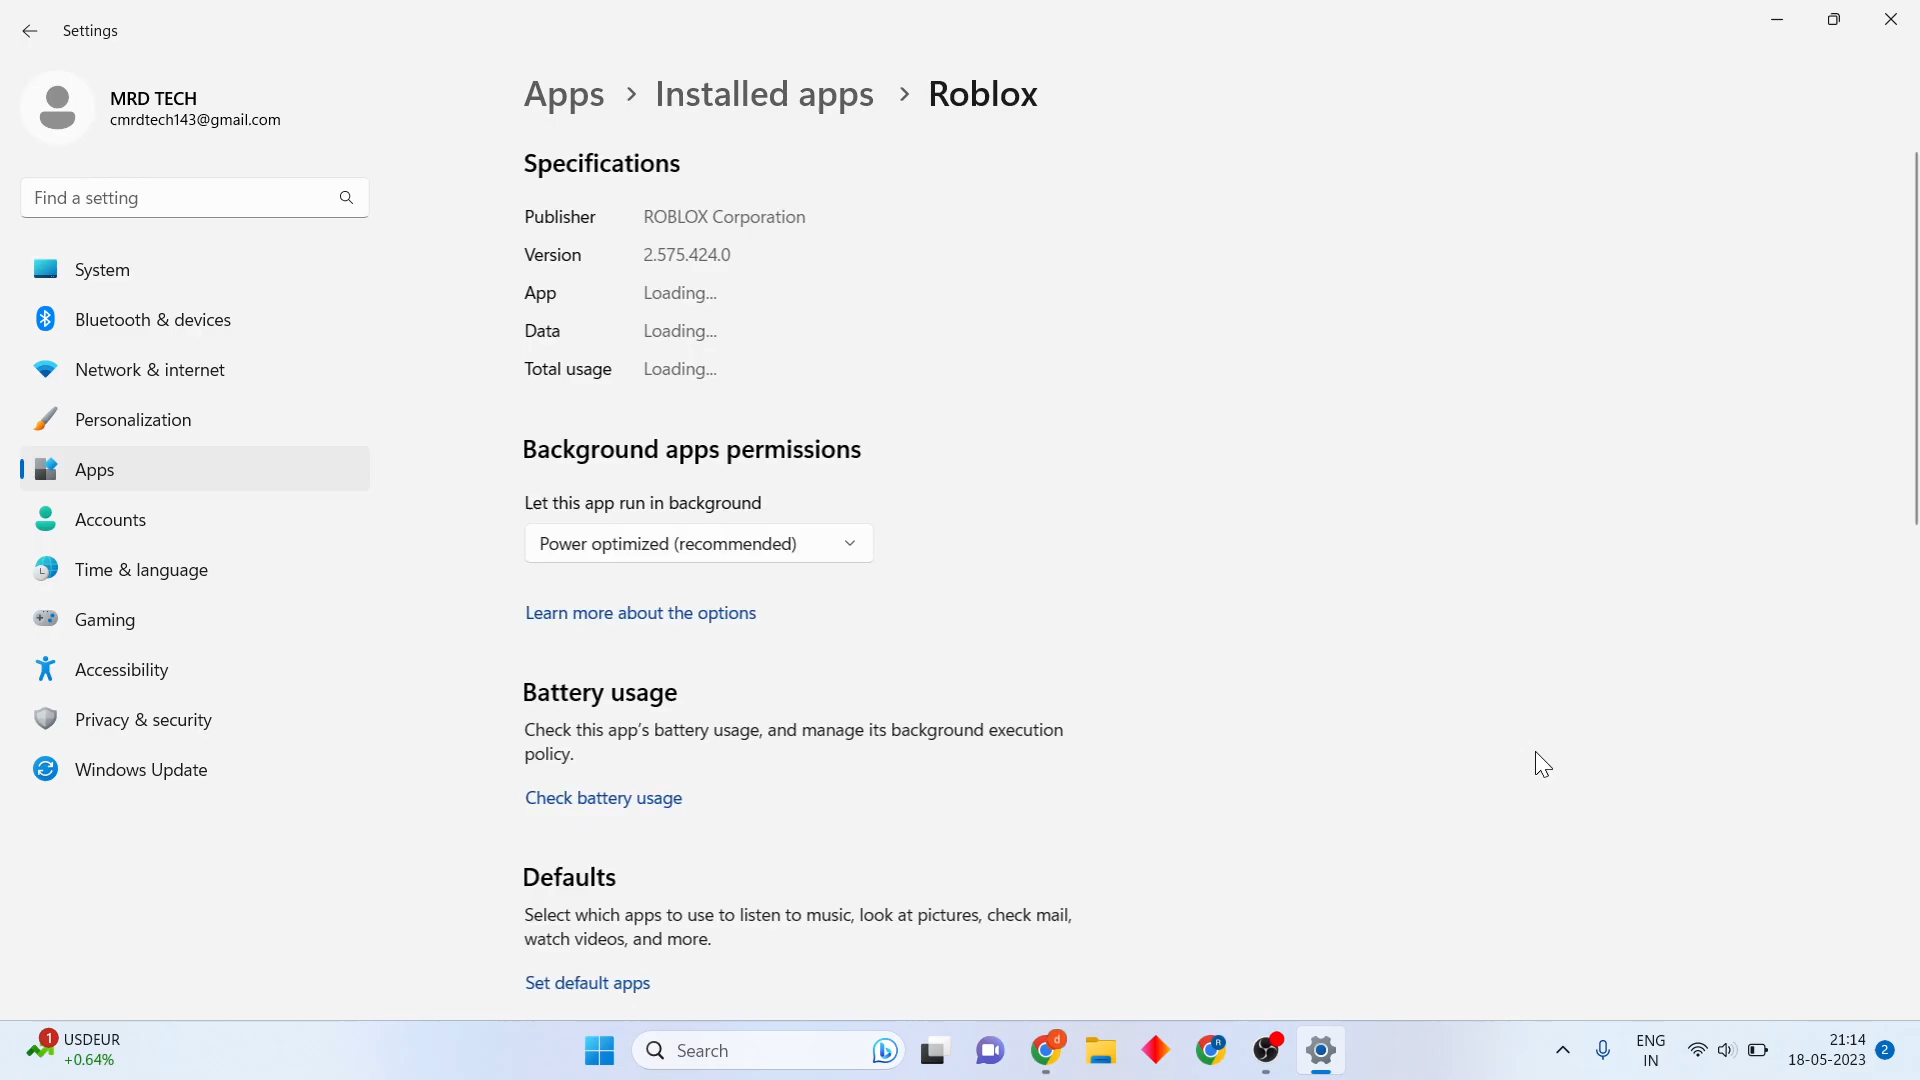 Settings
MRD TECH
cmrdtech143@gmail.com
Find a setting
System
Bluetooth & devices
Network & internet
Personalization
Apps
Accounts
Time & language
Gaming
Accessibility
Privacy & security
Windows Update
Apps > Installed apps > Roblox
Specifications
Publisher ROBLOX Corporation
Version 2.575.424.0
App Loading...
Data Loading...
Total usage Loading...
Background apps permissions
Let this app run in background
Power optimized (recommended)
Learn more about the options
Battery usage
Check this app's battery usage, and manage its background execution
policy.
Check battery usage
Defaults
Select which apps to use to listen to music, look at pictures, check mail,
watch videos, and more.
Set default apps
1 USDEUR
+0.64%
Search
d
R
ENG
IN
21:14
18-05-2023
2